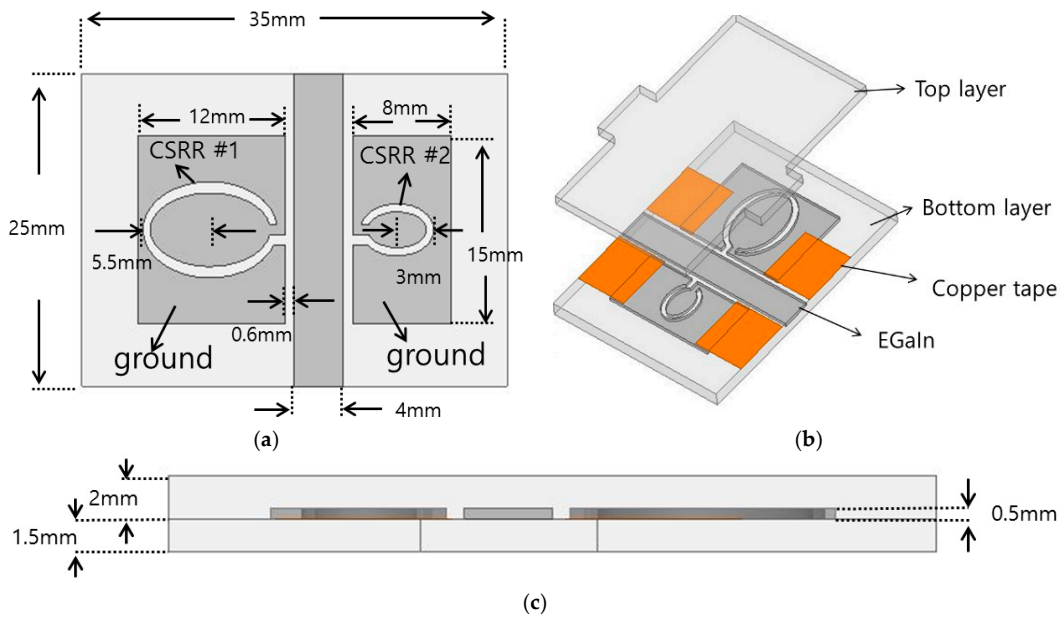 35mm
12mm
8mm
CSRR #1
CSRR #2
25mm
5.5mm
3mm
15mm
0.6mm
ground
ground
4mm
(a)
Top layer
Bottom layer
Copper tape
EGaIn
(b)
2mm
1.5mm
0.5mm
(c)